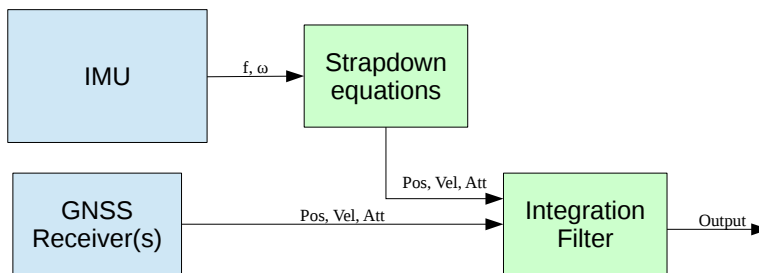 IMU
f, ω
Strapdown
equations
Pos, Vel, Att
GNSS
Receiver(s)
Pos, Vel, Att
Integration
Filter
Output